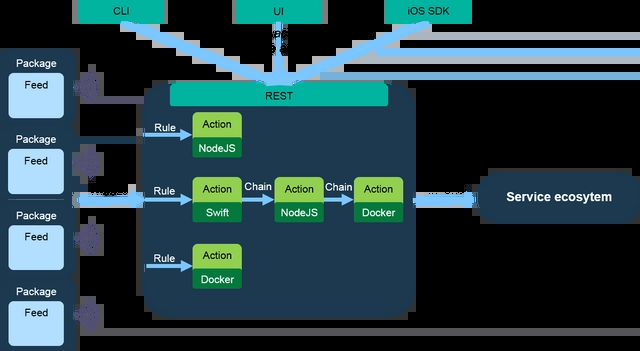 CLI
UI
iOS SDK
REST
Package
Feed
Package
Feed
Package
Feed
Package
Feed
Rule
Action
NodeJS
Rule
Action
Swift
Chain
Action
NodeJS
Chain
Action
Docker
Rule
Action
Docker
Service ecosytem